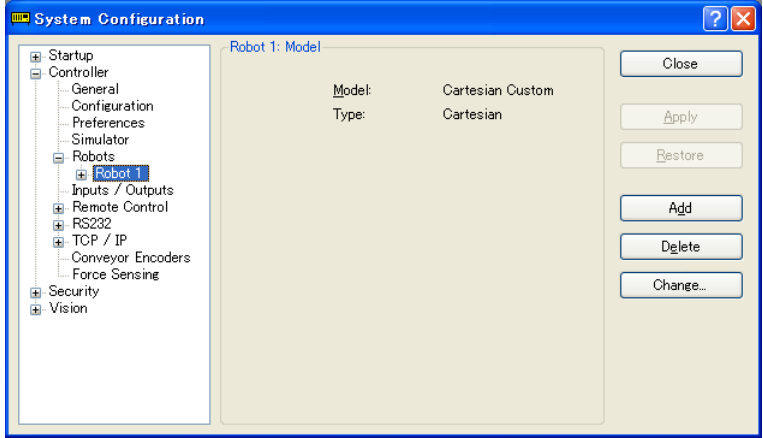 System Configuration
Startup
Controller
General
Configuration
Preferences
Simulator
Robots
Robot 1
Inputs / Outputs
Remote Control
RS232
TCP / IP
Conveyor Encoders
Force Sensing
Security
Vision
Robot 1: Model
Model: Cartesian Custom
Type: Cartesian
Close
Apply
Restore
Add
Delete
Change...